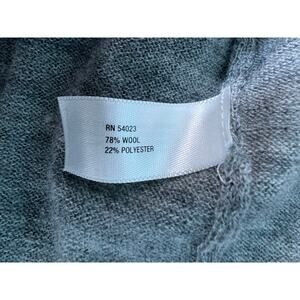 RN 54023
78% WOOL
22% POLYESTER